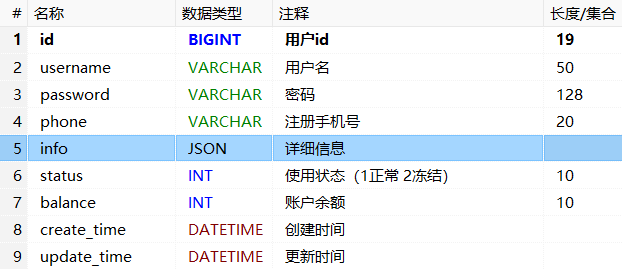 # 名称 数据类型 注释 长度/集合
1 id BIGINT 用户id 19
2 username VARCHAR 用户名 50
3 password VARCHAR 密码 128
4 phone VARCHAR 注册手机号 20
5 info JSON 详细信息
6 status INT 使用状态（1正常 2冻结） 10
7 balance INT 账户余额 10
8 create_time DATETIME 创建时间
9 update_time DATETIME 更新时间